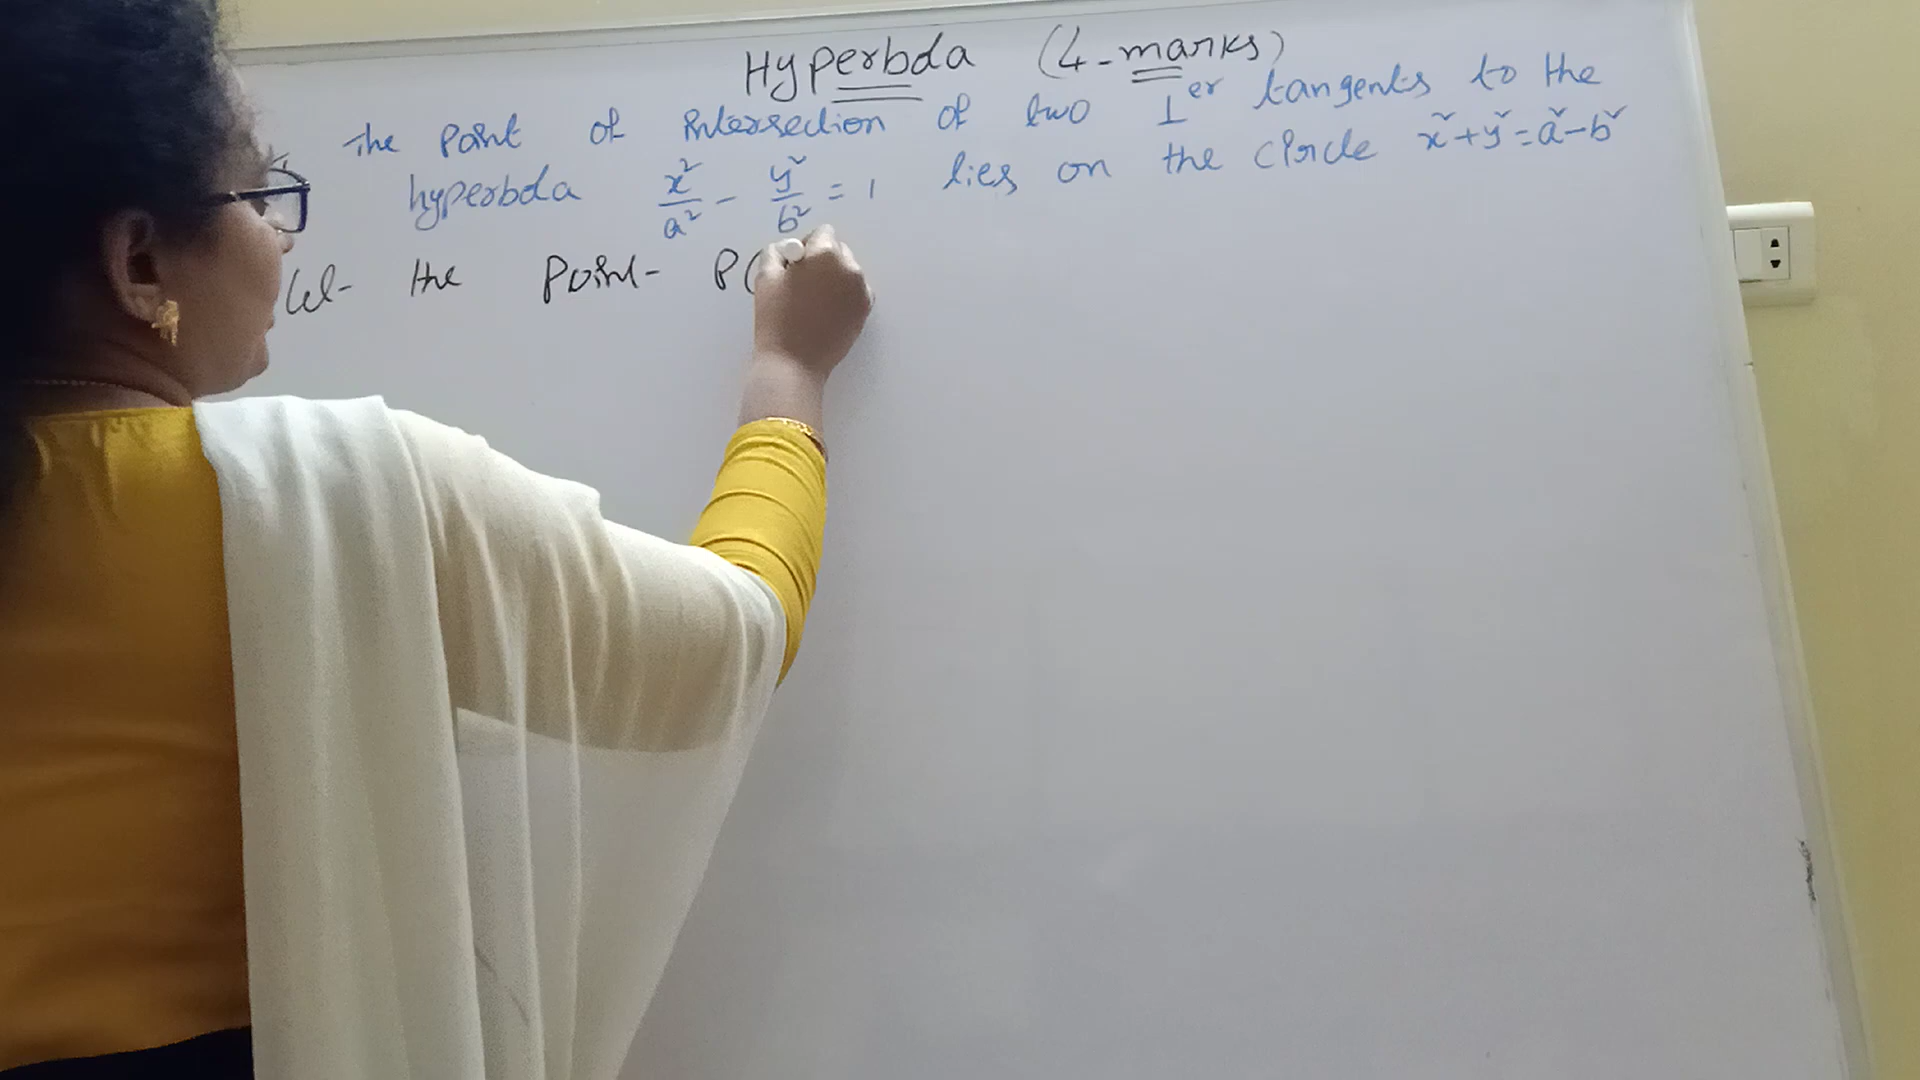 Hyperbola (4-marks)
The point of intersection of two ⊥er tangents to the
hyperbola x²/a² - y²/b² = 1 lies on the circle x²+y²=a²-b²
Let the Point P(